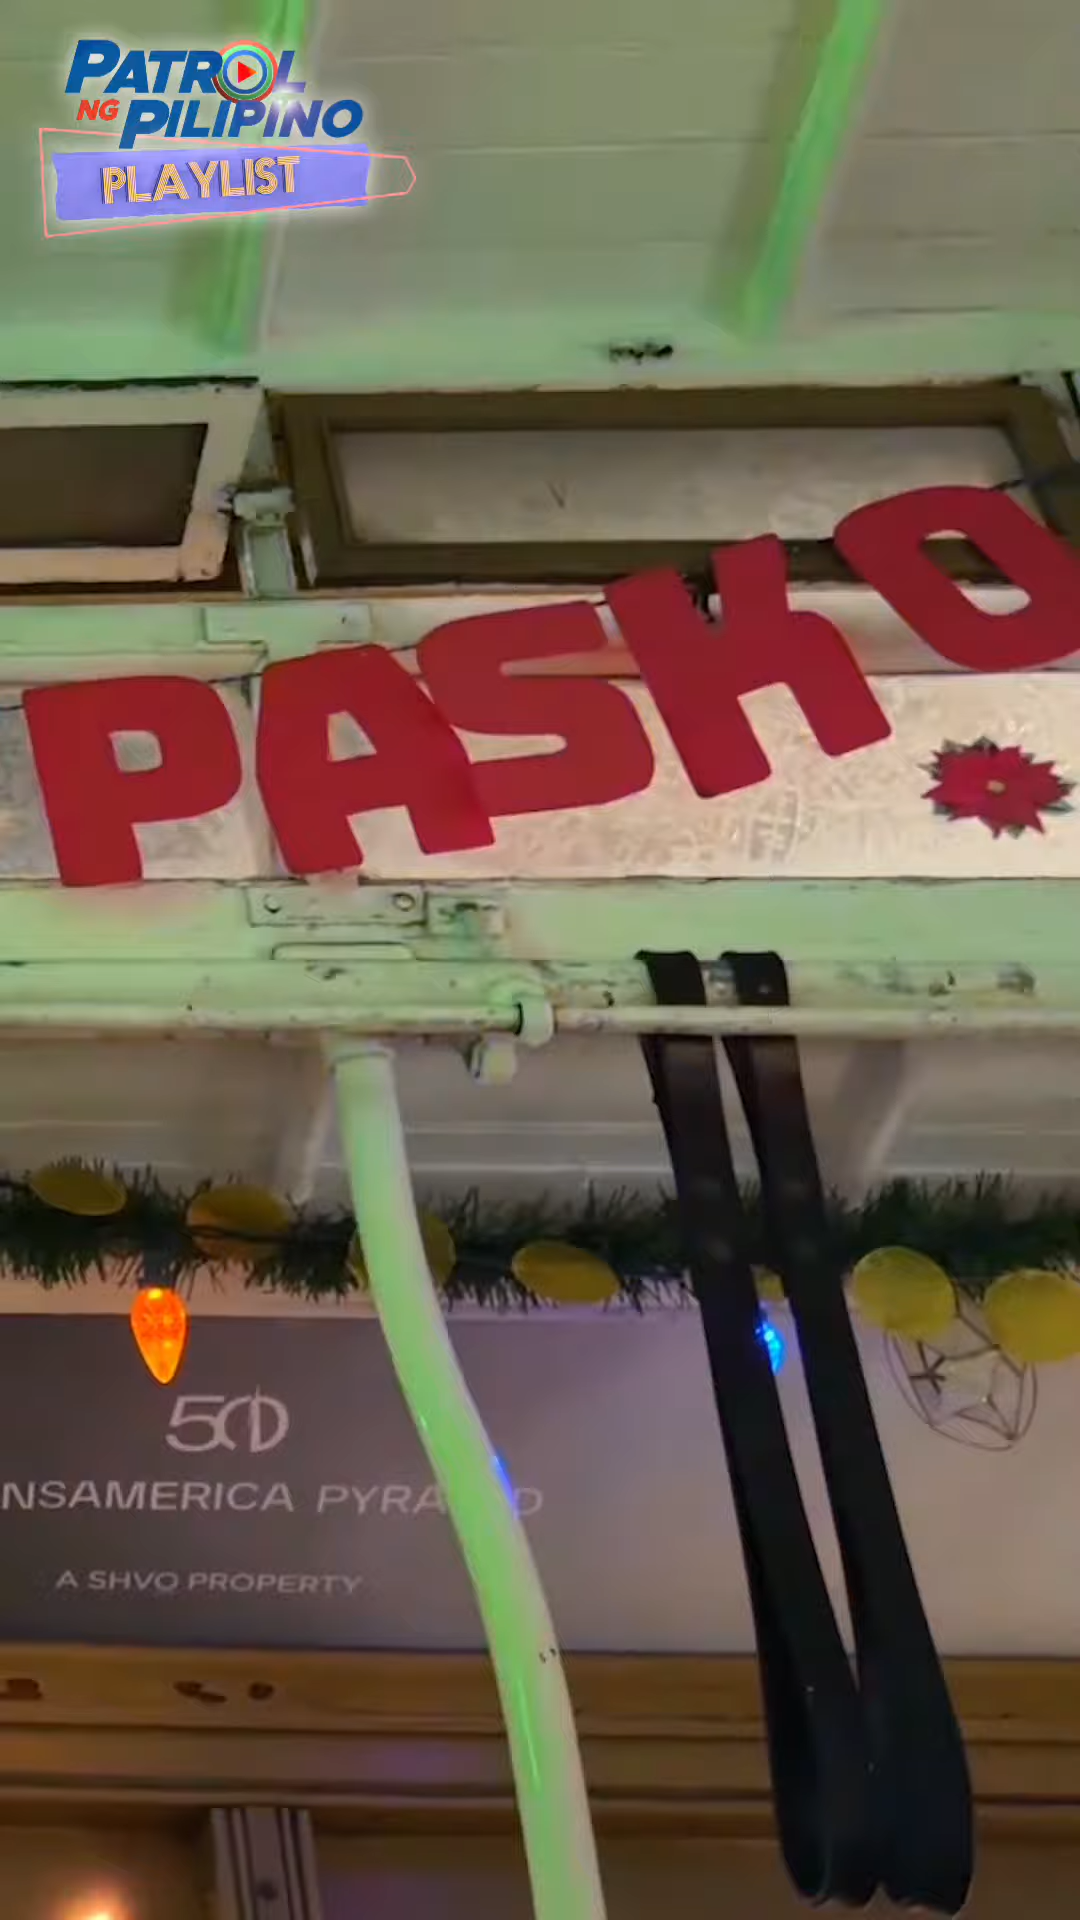 PATROL
NG PILIPINO
PLAYLIST
PASKO
50
NSAMERICA PYRA D
A SHVO PROPERTY